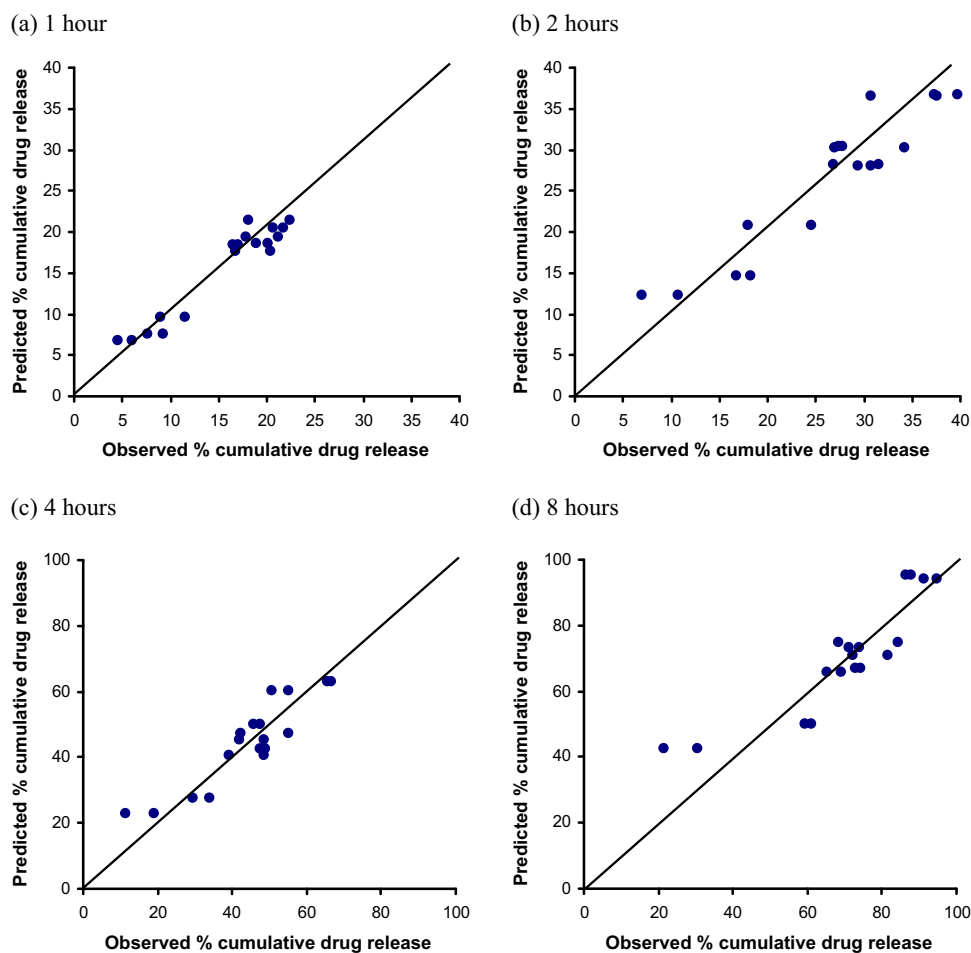 (a) 1 hour
Predicted % cumulative drug release
40
35
30
25
20
15
10
5
0
0 5 10 15 20 25 30 35 40
Observed % cumulative drug release
(b) 2 hours
Predicted % cumulative drug release
40
35
30
25
20
15
10
5
0
0 5 10 15 20 25 30 35 40
Observed % cumulative drug release
(c) 4 hours
Predicted % cumulative drug release
100
80
60
40
20
0
0 20 40 60 80 100
Observed % cumulative drug release
(d) 8 hours
Predicted % cumulative drug release
100
80
60
40
20
0
0 20 40 60 80 100
Observed % cumulative drug release